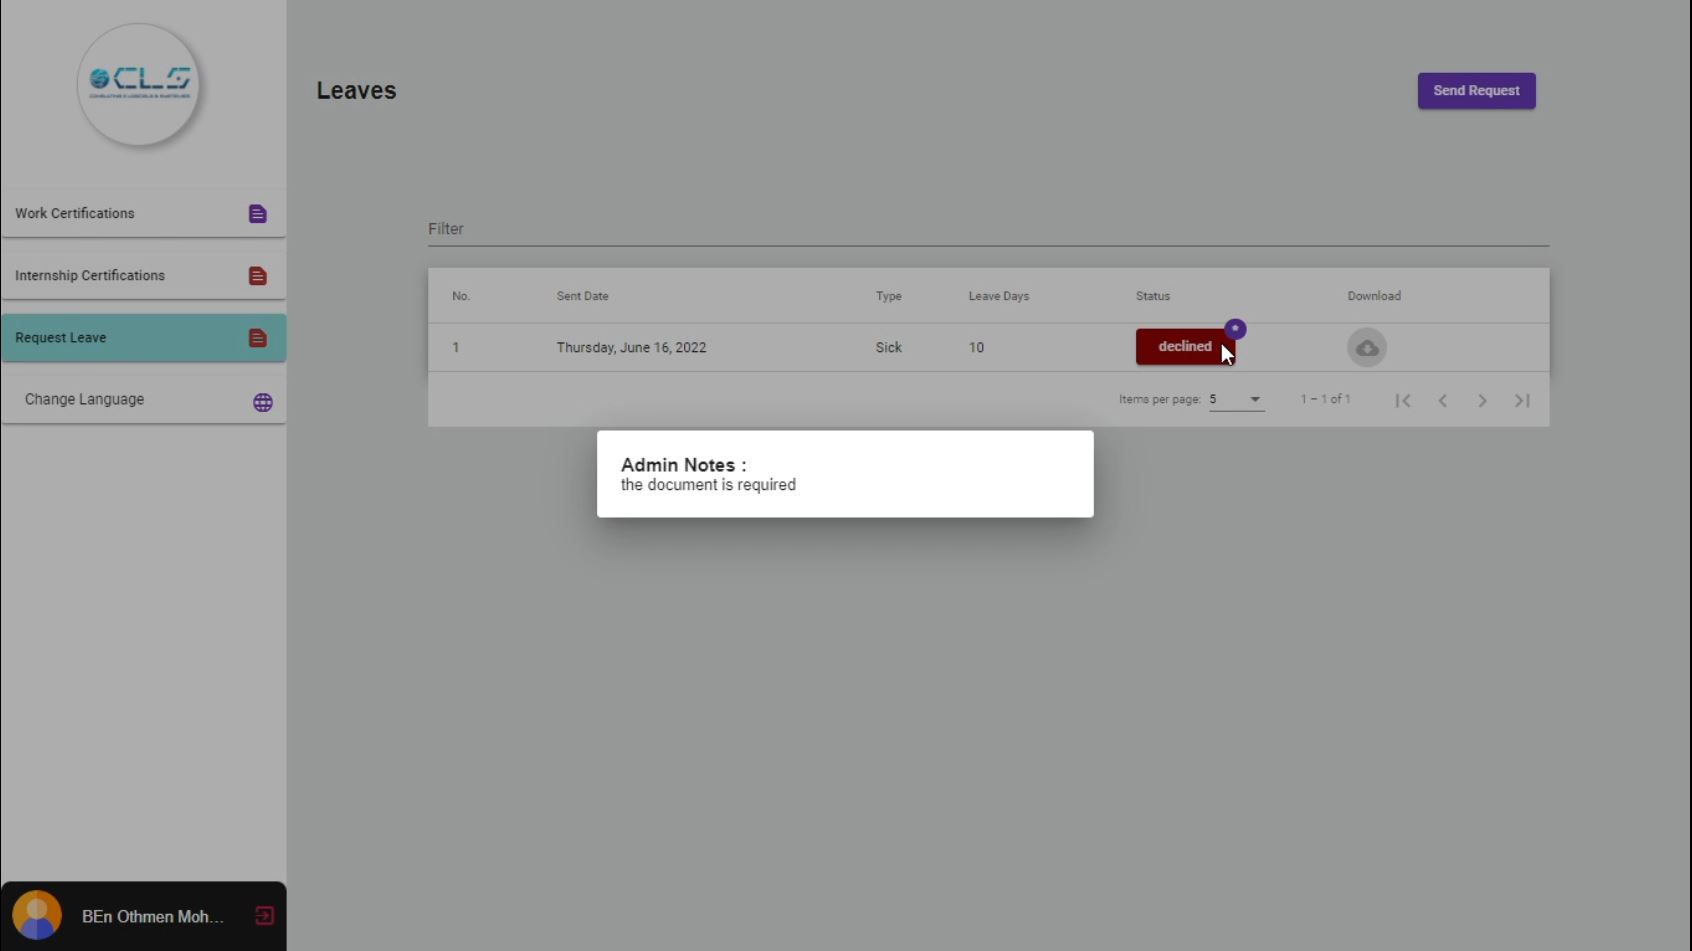 CLS
Leaves
Send Request
Work Certifications
Internship Certifications
Request Leave
Change Language
Filter
No. Sent Date Type Leave Days Status Download
1 Thursday, June 16, 2022 Sick 10 declined *
Items per page: 5 1 – 1 of 1
Admin Notes :
the document is required
BEn Othmen Moh...